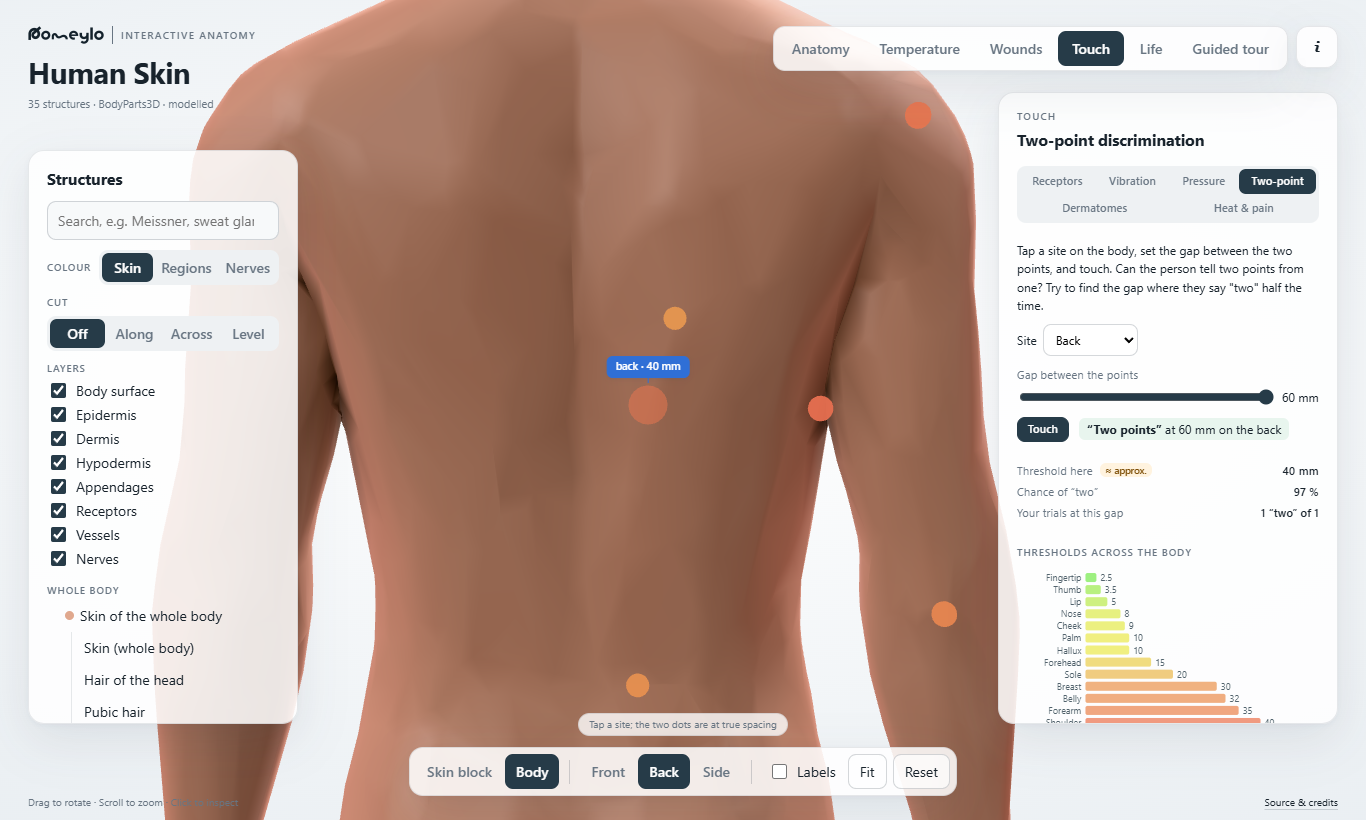 Pomeylo
INTERACTIVE ANATOMY
Human Skin
35 structures · BodyParts3D · modelled
Anatomy Temperature Wounds Touch Life Guided tour
i
Structures
Search, e.g. Meissner, sweat glan
COLOUR Skin Regions Nerves
CUT
Off Along Across Level
LAYERS
Body surface
Epidermis
Dermis
Hypodermis
Appendages
Receptors
Vessels
Nerves
WHOLE BODY
Skin of the whole body
Skin (whole body)
Hair of the head
Pubic hair
back · 40 mm
TOUCH
Two-point discrimination
Receptors Vibration Pressure Two-point
Dermatomes Heat & pain
Tap a site on the body, set the gap between the two
points, and touch. Can the person tell two points from
one? Try to find the gap where they say "two" half the
time.
Site Back
Gap between the points
60 mm
Touch “Two points” at 60 mm on the back
Threshold here ≈ approx. 40 mm
Chance of “two” 97 %
Your trials at this gap 1 “two” of 1
THRESHOLDS ACROSS THE BODY
Fingertip 2.5
Thumb 3.5
Lip 5
Nose 8
Cheek 9
Palm 10
Hallux 10
Forehead 15
Sole 20
Breast 30
Belly 32
Forearm 35
Shoulder 40
Tap a site; the two dots are at true spacing
Skin block Body Front Back Side Labels Fit Reset
Drag to rotate · Scroll to zoom · Click to inspect
Source & credits